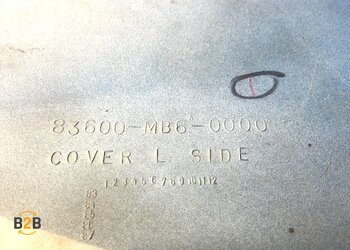 83600-MB6-0000
COVER L SIDE
1 2 3 4 5 6 7 8 9 10 11 12
B2B